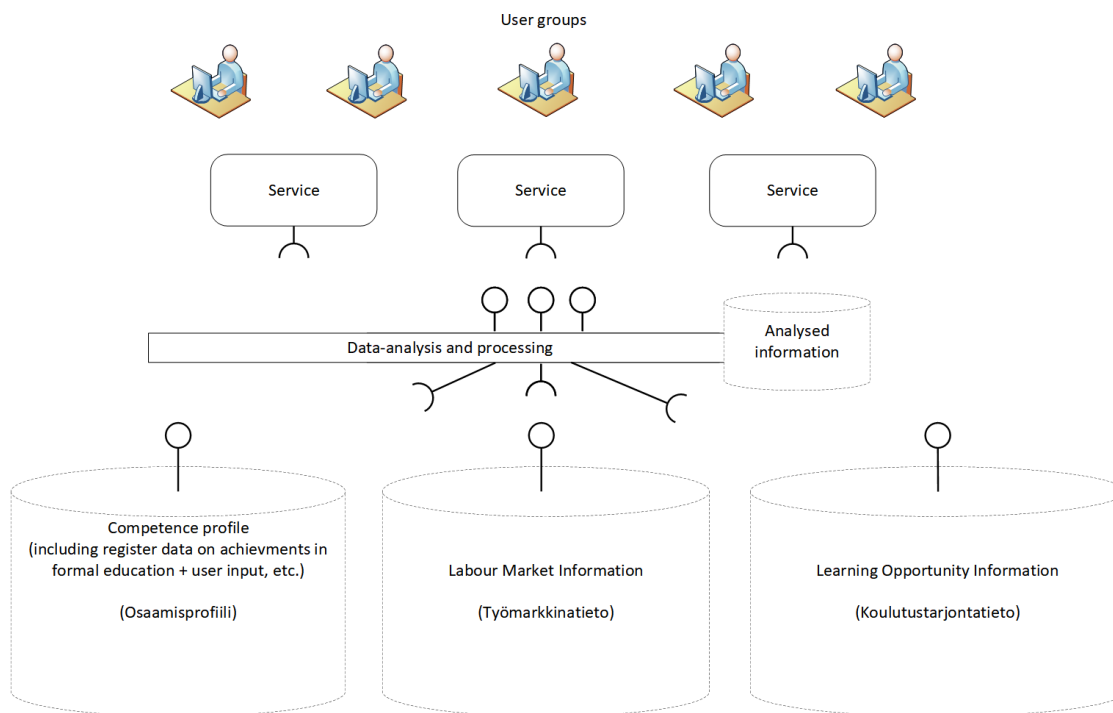 User groups
Service
Service
Service
Data-analysis and processing
Analysed
information
Competence profile
(including register data on achievments in
formal education + user input, etc.)
(Osaamisprofiili)
Labour Market Information
(Työmarkkinatieto)
Learning Opportunity Information
(Koulutustarjontatieto)